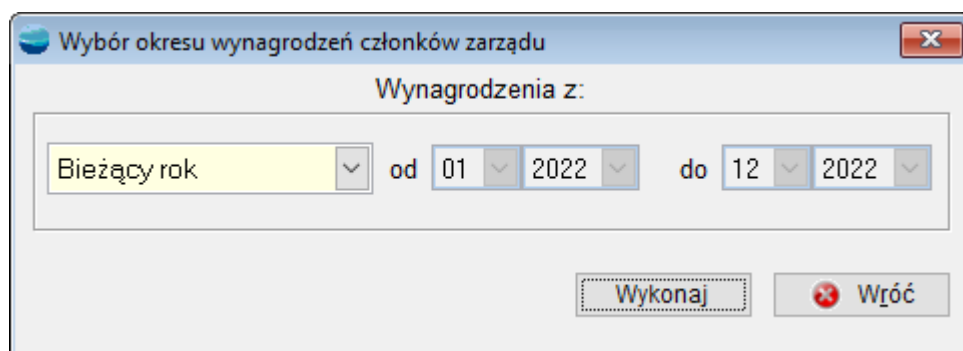 Wybór okresu wynagrodzeń członków zarządu
Wynagrodzenia z:
Bieżący rok od 01 2022 do 12 2022
Wykonaj Wróć